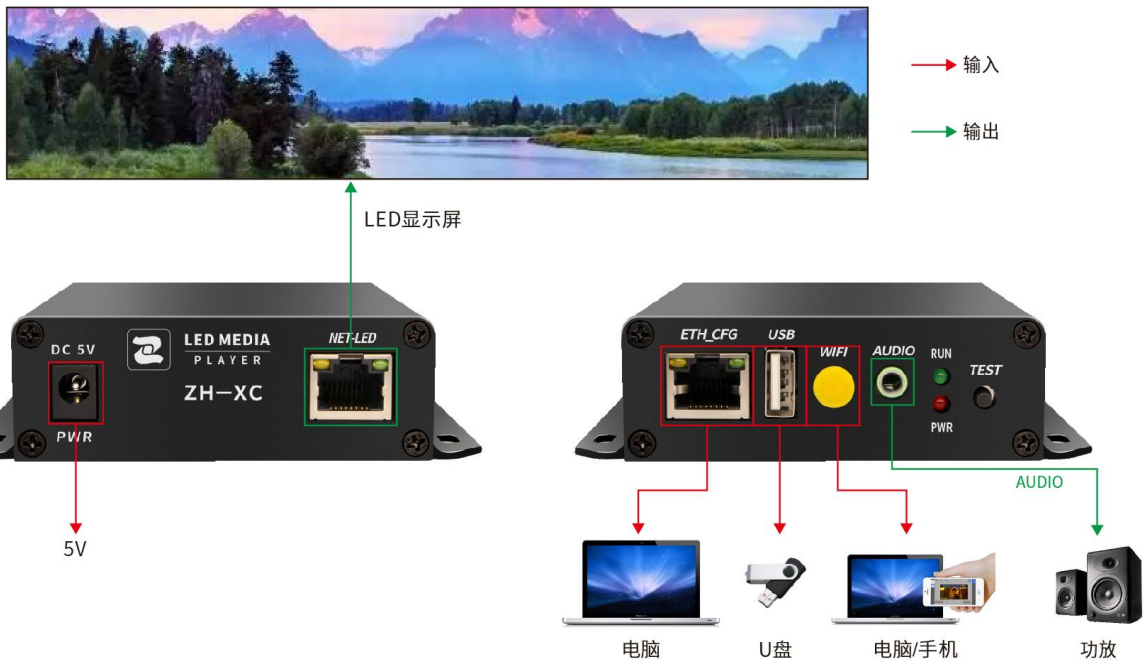 输入
输出
LED显示屏
DC 5V
LED MEDIA
PLAYER
ZH-XC
NET-LED
PWR
5V
ETH_CFG
USB
WIFI
AUDIO
RUN
TEST
PWR
AUDIO
电脑
U盘
电脑/手机
功放